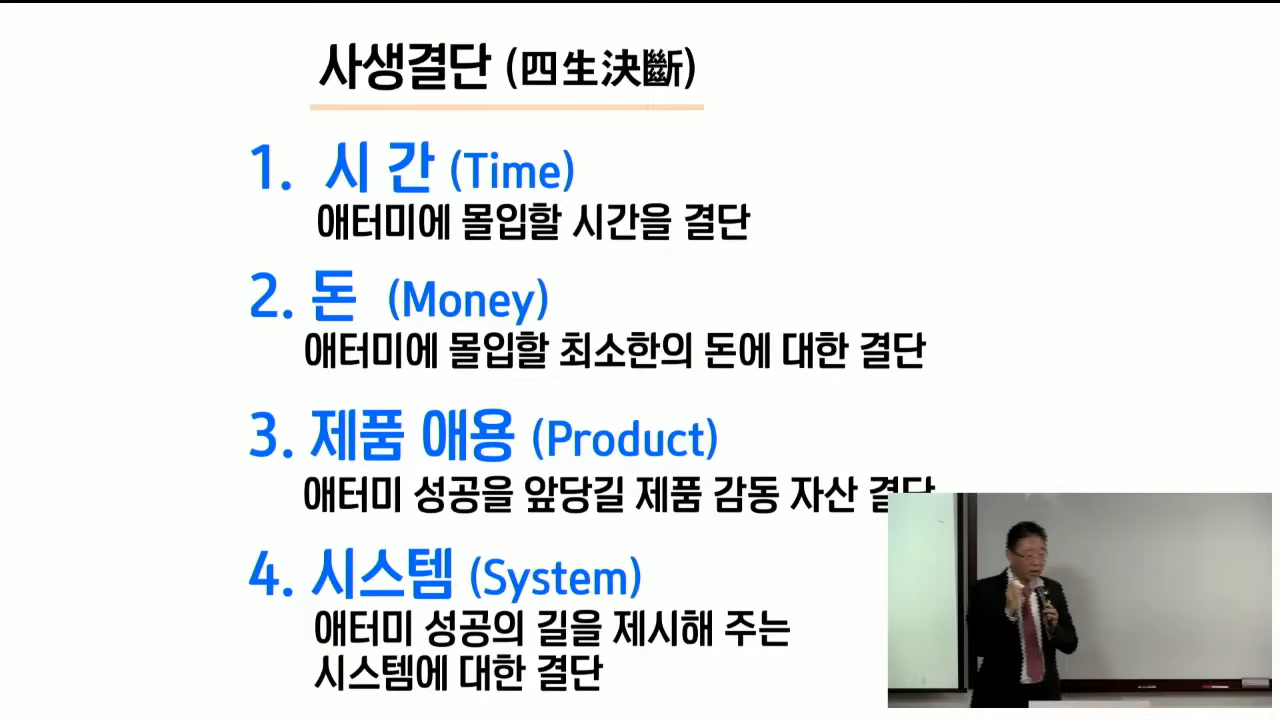 사생결단 (四生決斷)
1. 시 간 (Time)
애터미에 몰입할 시간을 결단
2. 돈 (Money)
애터미에 몰입할 최소한의 돈에 대한 결단
3. 제품 애용 (Product)
애터미 성공을 앞당길 제품 감동 자산 결단
4. 시스템 (System)
애터미 성공의 길을 제시해 주는
시스템에 대한 결단